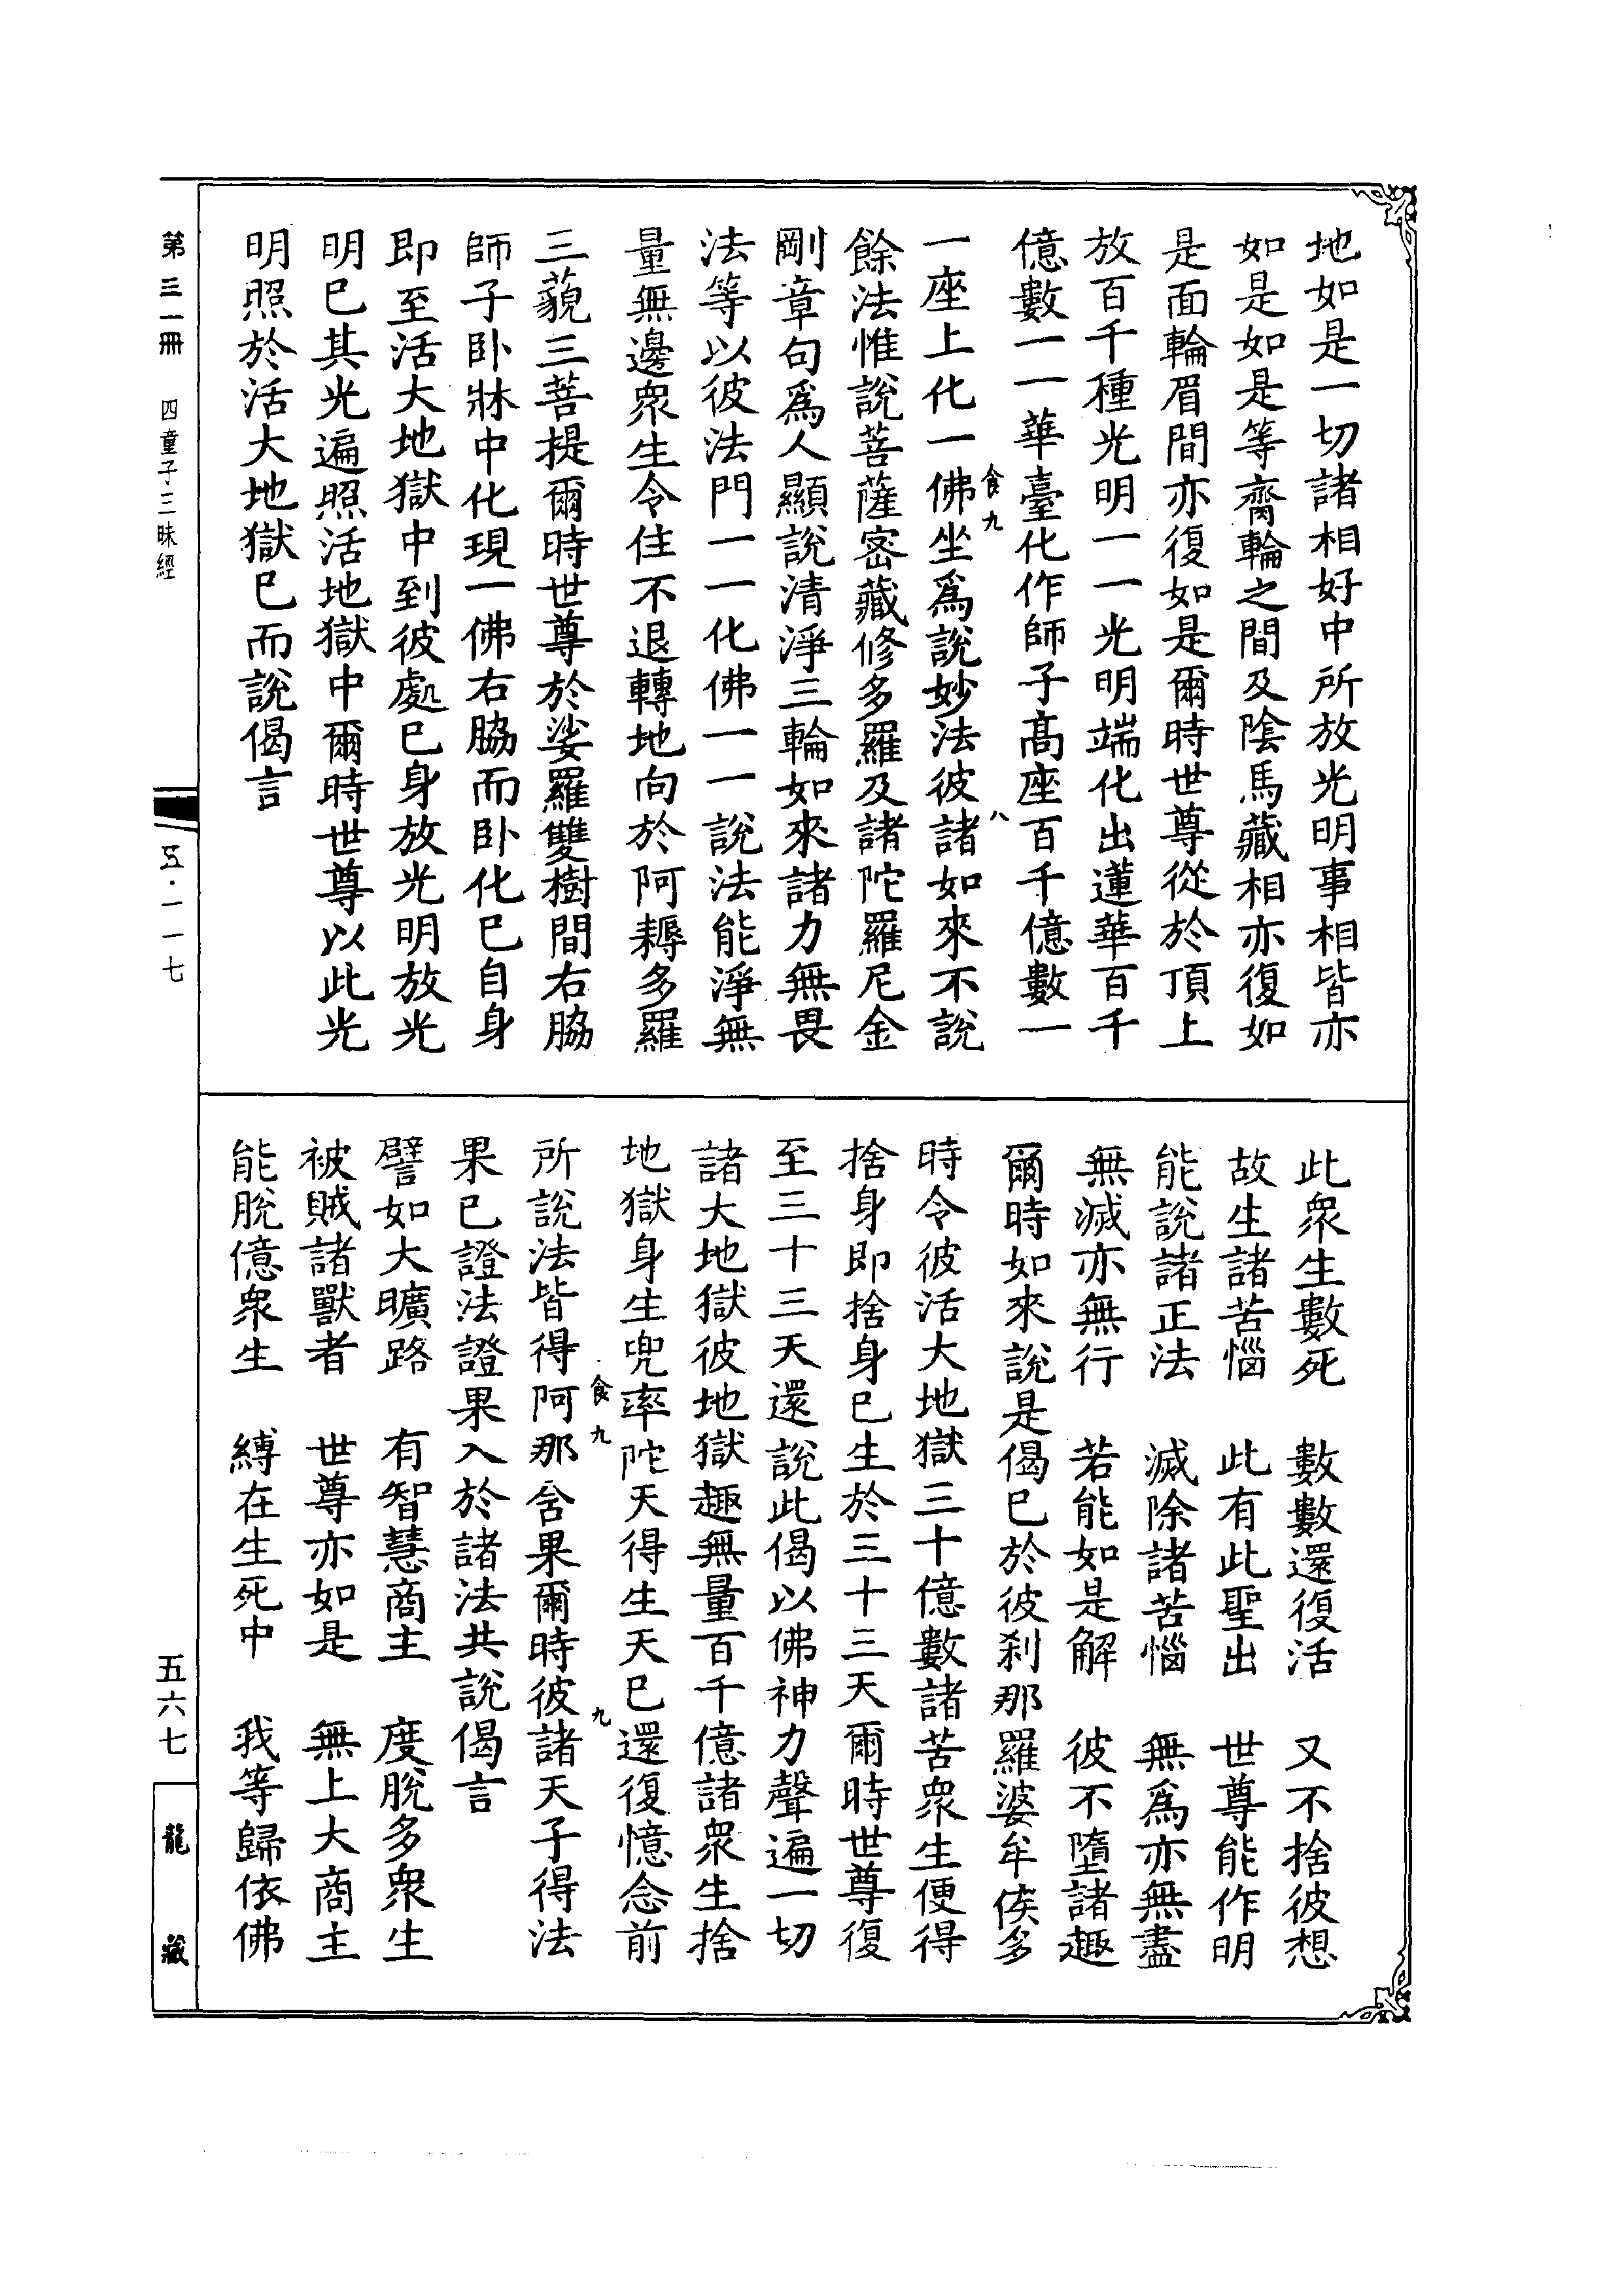 地如是一切諸相好中所放光明事相皆亦
如是如是等齊輪之間及陰馬藏相亦復如
是面輪眉間亦復如是爾時世尊從於頂上
放百千種光明一一光明端化出蓮華百千
億數一一華臺化作師子高座百千億數一
食九
八
一座上化一佛坐爲說妙法彼諸如來不說
餘法惟說菩薩密藏修多羅及諸陀羅尼金
剛章句爲人顯說清淨三輪如來諸力無畏
法等以彼法門一一化佛一一說法能淨無
量無邊眾生令住不退轉地向於阿耨多羅
三藐三菩提爾時世尊於娑羅雙樹間右脇
師子卧牀中化現一佛右脇而卧化已自身
即至活大地獄中到彼處已身放光明放光
明已其光遍照活地獄中爾時世尊以此光
明照於活大地獄已而說偈言
此眾生數死　數數還復活　又不捨彼想
故生諸苦惱　此有此聖出　世尊能作明
能說諸正法　滅除諸苦惱　無爲亦無盡
無滅亦無行　若能如是解　彼不墮諸趣
爾時如來說是偈已於彼剎那羅婆牟侯多
時令彼活大地獄三十億數諸苦眾生便得
捨身即捨身已生於三十三天爾時世尊復
至三十三天還說此偈以佛神力聲遍一切
諸大地獄彼地獄趣無量百千億諸眾生捨
地獄身生兜率陀天得生天已還復憶念前
食九
九
所說法皆得阿那含果爾時彼諸天子得法
果已證法證果入於諸法共說偈言
譬如大曠路　有智慧商主　度脫多眾生
被賊諸獸者　世尊亦如是　無上大商主
能脫億眾生　縛在生死中　我等歸依佛
第三一冊　四童子三昧經
五·一一七
五六七
龍藏